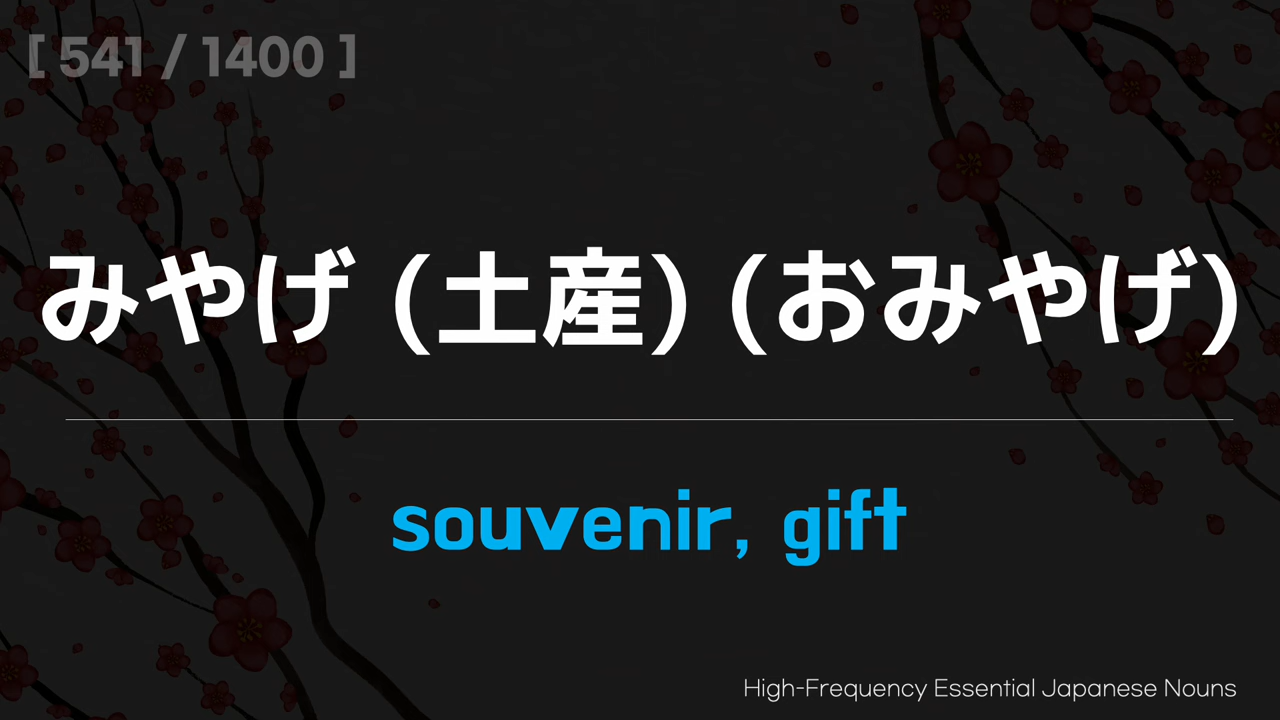 [ 541 / 1400 ]
みやげ (土産) (おみやげ)
souvenir, gift
High-Frequency Essential Japanese Nouns